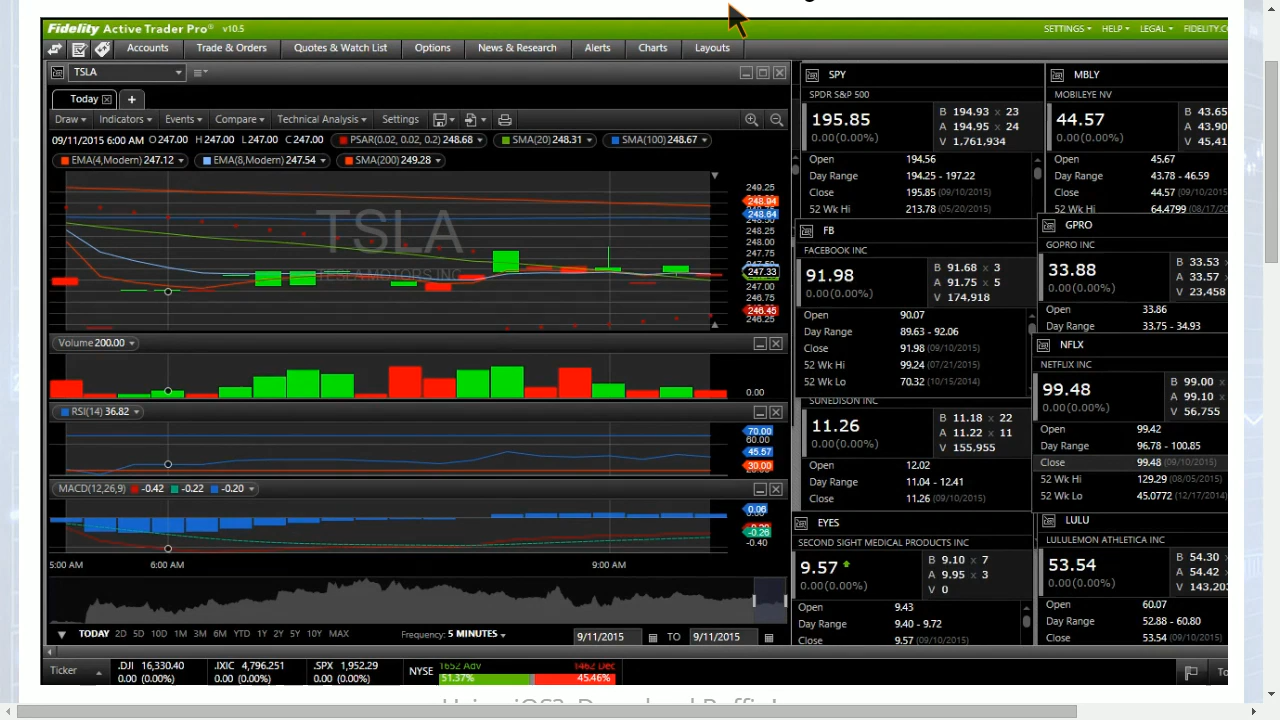 Fidelity Active Trader Pro® v10.5
SETTINGS HELP LEGAL FIDELITY.C
Accounts Trade & Orders Quotes & Watch List Options News & Research Alerts Charts Layouts
TSLA
Today +
Draw Indicators Events Compare Technical Analysis Settings
09/11/2015 6:00 AM O 247.00 H 247.00 L 247.00 C 247.00 PSAR(0.02, 0.02, 0.2) 248.68 SMA(20) 248.31 SMA(100) 248.67
EMA(4,Modern) 247.12 EMA(8,Modern) 247.54 SMA(200) 249.28
TSLA
TESLA MOTORS INC
249.25
248.94
248.64
248.25
248.00
247.75
247.33
247.00
246.75
246.45
246.25
Volume 200.00
0.00
RSI(14) 36.82
70.00
60.00
45.57
30.00
MACD(12,26,9) -0.42 -0.22 -0.20
0.06
-0.26
-0.40
5:00 AM 6:00 AM 9:00 AM
TODAY 2D 5D 10D 1M 3M 6M YTD 1Y 2Y 5Y 10Y MAX Frequency: 5 MINUTES 9/11/2015 TO 9/11/2015
SPY
SPDR S&P 500
195.85
0.00(0.00%)
B 194.93 x 23
A 194.95 x 24
V 1,761,934
Open 194.56
Day Range 194.25 - 197.22
Close 195.85 (09/10/2015)
52 Wk Hi 213.78 (05/20/2015)
MBLY
MOBILEYE NV
44.57
0.00(0.00%)
B 43.65
A 43.90
V 45,41
Open 45.67
Day Range 43.78 - 46.59
Close 44.57 (09/10/20
52 Wk Hi 64.4799 (08/17/20
FB
FACEBOOK INC
91.98
0.00(0.00%)
B 91.68 x 3
A 91.75 x 5
V 174,918
Open 90.07
Day Range 89.63 - 92.06
Close 91.98 (09/10/2015)
52 Wk Hi 99.24 (07/21/2015)
52 Wk Lo 70.32 (10/15/2014)
GPRO
GOPRO INC
33.88
0.00(0.00%)
B 33.53
A 33.57
V 23,458
Open 33.86
Day Range 33.75 - 34.93
NFLX
NETFLIX INC
99.48
0.00(0.00%)
B 99.00
A 99.10
V 56,755
Open 99.42
Day Range 96.78 - 100.85
Close 99.48 (09/10/2015)
52 Wk Hi 129.29 (08/05/2015)
52 Wk Lo 45.0772 (12/17/2014
SUNEDISON INC
11.26
0.00(0.00%)
B 11.18 x 22
A 11.22 x 11
V 155,955
Open 12.02
Day Range 11.04 - 12.41
Close 11.26 (09/10/2015)
EYES
SECOND SIGHT MEDICAL PRODUCTS INC
9.57
0.00(0.00%)
B 9.10 x 7
A 9.95 x 3
V 0
Open 9.43
Day Range 9.40 - 9.72
Close 9.57 (09/10/2015)
LULU
LULULEMON ATHLETICA INC
53.54
0.00(0.00%)
B 54.30
A 54.42
V 143,20
Open 60.07
Day Range 52.88 - 60.80
Close 53.54 (09/10/2015)
Ticker
.DJI 16,330.40
0.00 (0.00%)
.IXIC 4,796.251
0.00 (0.00%)
.SPX 1,952.29
0.00 (0.00%)
NYSE
1652 Adv 1462 Dec
51.37% 45.46%
To